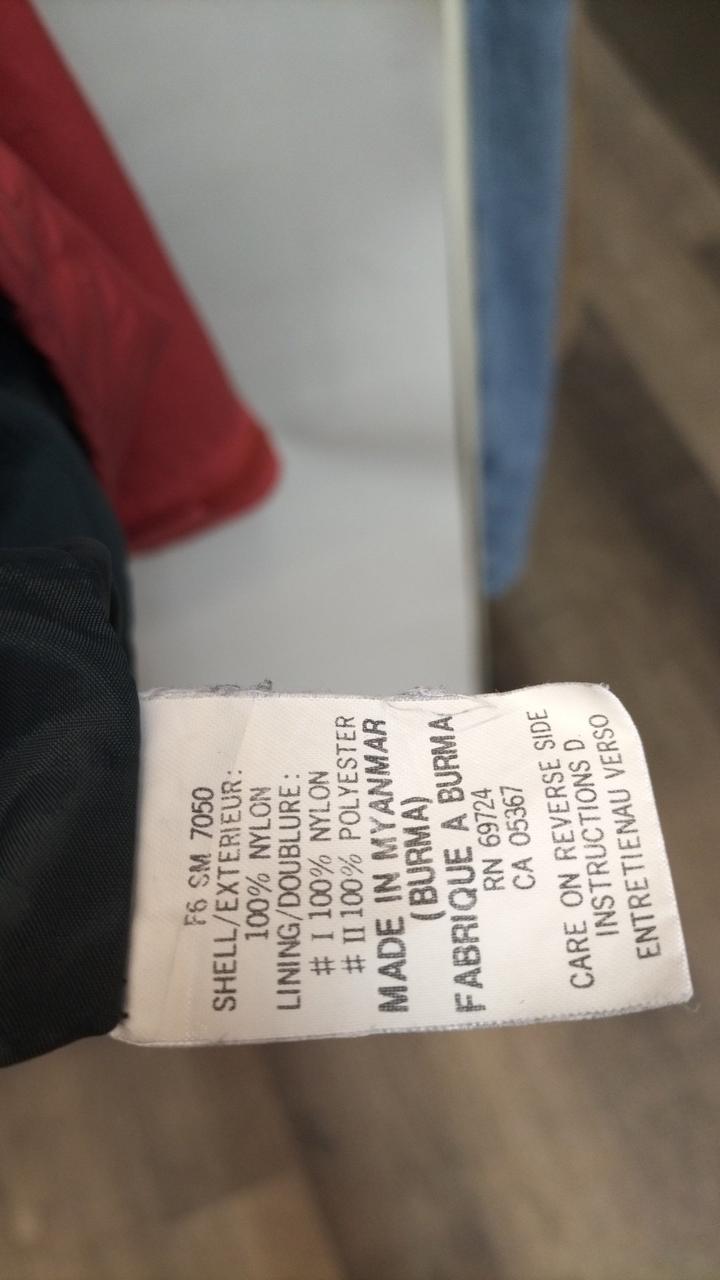 F6 SM 7050
SHELL/EXTERIEUR:
100% NYLON
LINING/DOUBLURE:
# I 100% NYLON
# II 100% POLYESTER
MADE IN MYANMAR
(BURMA)
FABRIQUE A BURMA
RN 69724
CA 05367
CARE ON REVERSE SIDE
INSTRUCTIONS D
ENTRETIENAU VERSO